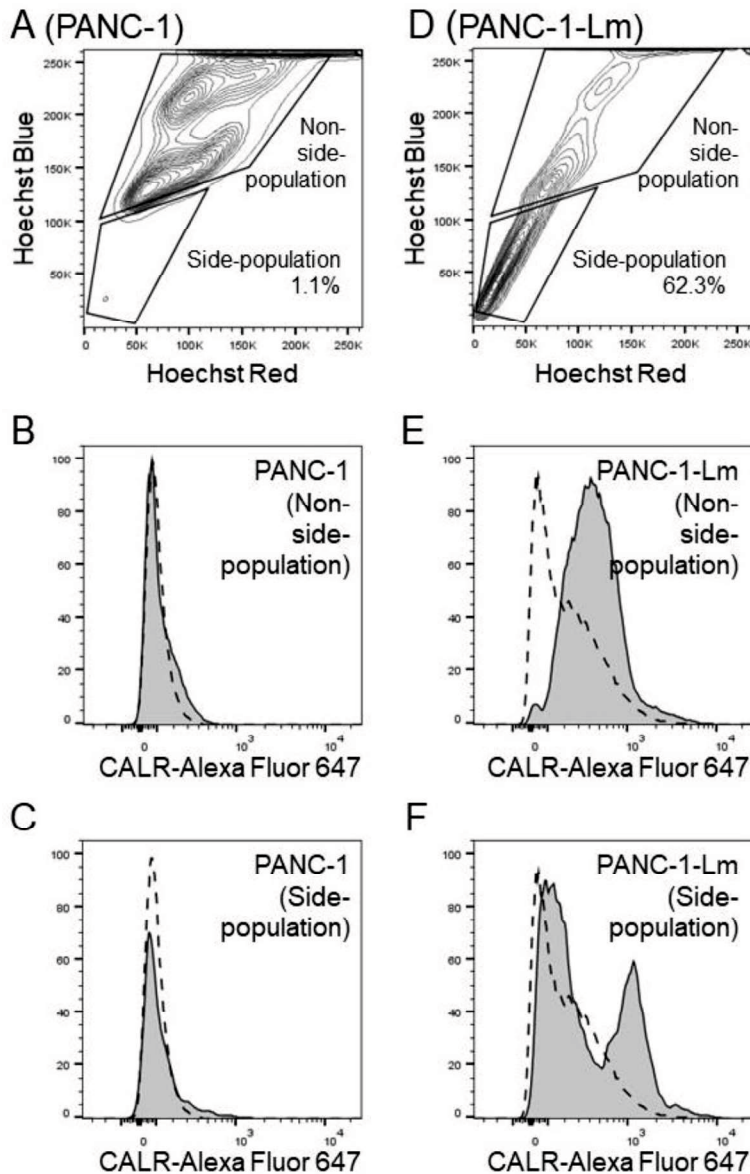 A (PANC-1)
Hoechst Blue
250K
200K
150K
100K
50K
Non-
side-
population
Side-population
1.1%
0 50K 100K 150K 200K 250K
Hoechst Red
D (PANC-1-Lm)
Hoechst Blue
250K
200K
150K
100K
50K
Non-
side-
population
Side-population
62.3%
0 50K 100K 150K 200K 250K
Hoechst Red
B
100
80
60
40
20
0
PANC-1
(Non-
side-
population)
0 10³ 10⁴
CALR-Alexa Fluor 647
E
100
80
60
40
20
0
PANC-1-Lm
(Non-
side-
population)
0 10³ 10⁴
CALR-Alexa Fluor 647
C
100
80
60
40
20
0
PANC-1
(Side-
population)
0 10³ 10⁴
CALR-Alexa Fluor 647
F
100
80
60
40
20
0
PANC-1-Lm
(Side-
population)
0 10³ 10⁴
CALR-Alexa Fluor 647